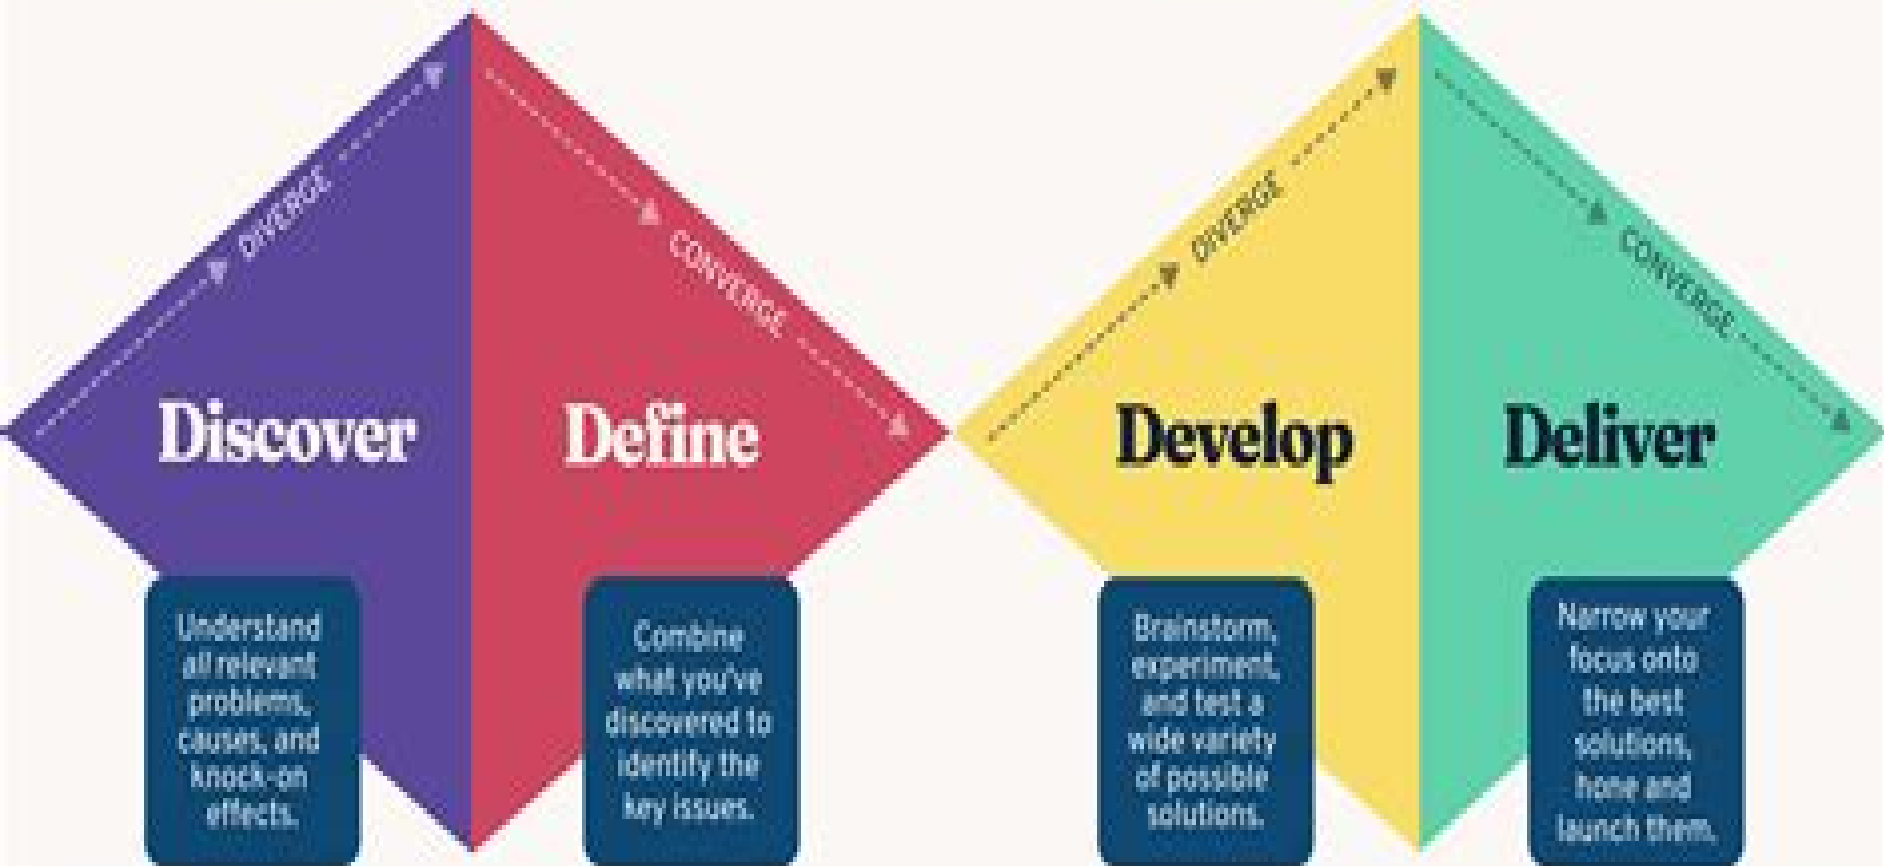 DIVERGE
CONVERGE
Discover
Define
Understand
all relevant
problems,
causes, and
knock-on
effects.
Combine
what you've
discovered to
identify the
key issues.
DIVERGE
CONVERGE
Develop
Deliver
Brainstorm,
experiment,
and test a
wide variety
of possible
solutions.
Narrow your
focus onto
the best
solutions,
hone and
launch them.